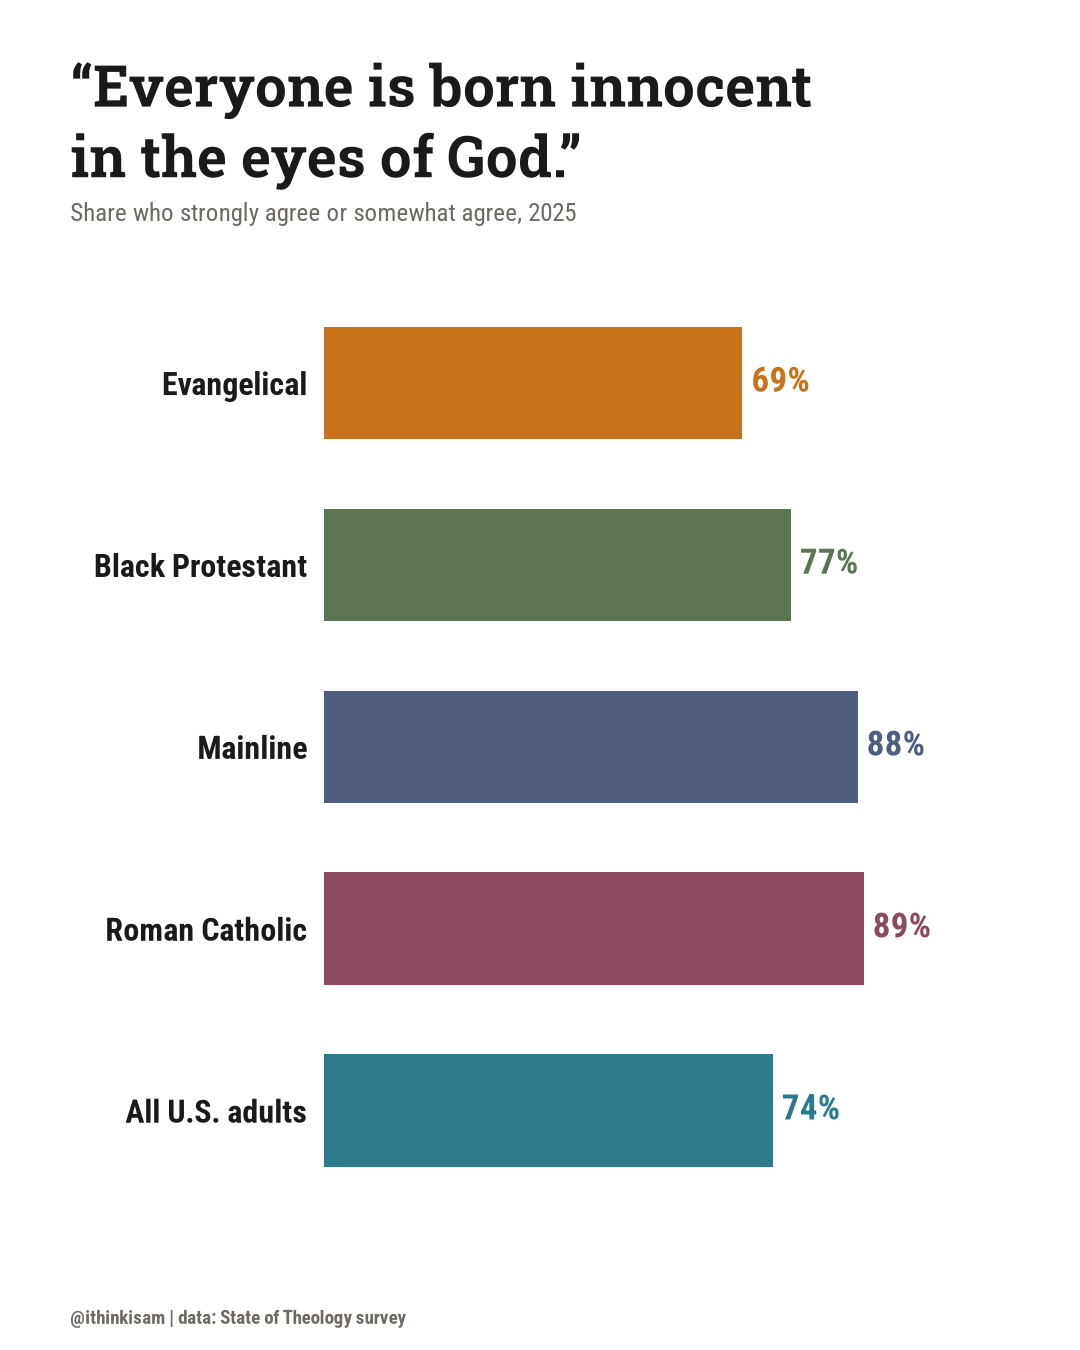 “Everyone is born innocent
in the eyes of God.”
Share who strongly agree or somewhat agree, 2025
Evangelical 69%
Black Protestant 77%
Mainline 88%
Roman Catholic 89%
All U.S. adults 74%
@ithinkisam | data: State of Theology survey